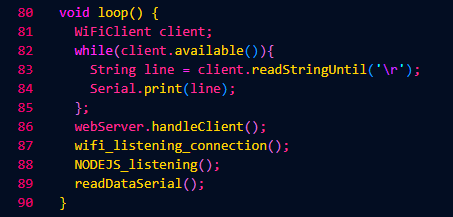 80 void loop() {
81   WiFiClient client;
82   while(client.available()){
83     String line = client.readStringUntil('\r');
84     Serial.print(line);
85   };
86   webServer.handleClient();
87   wifi_listening_connection();
88   NODEJS_listening();
89   readDataSerial();
90 }